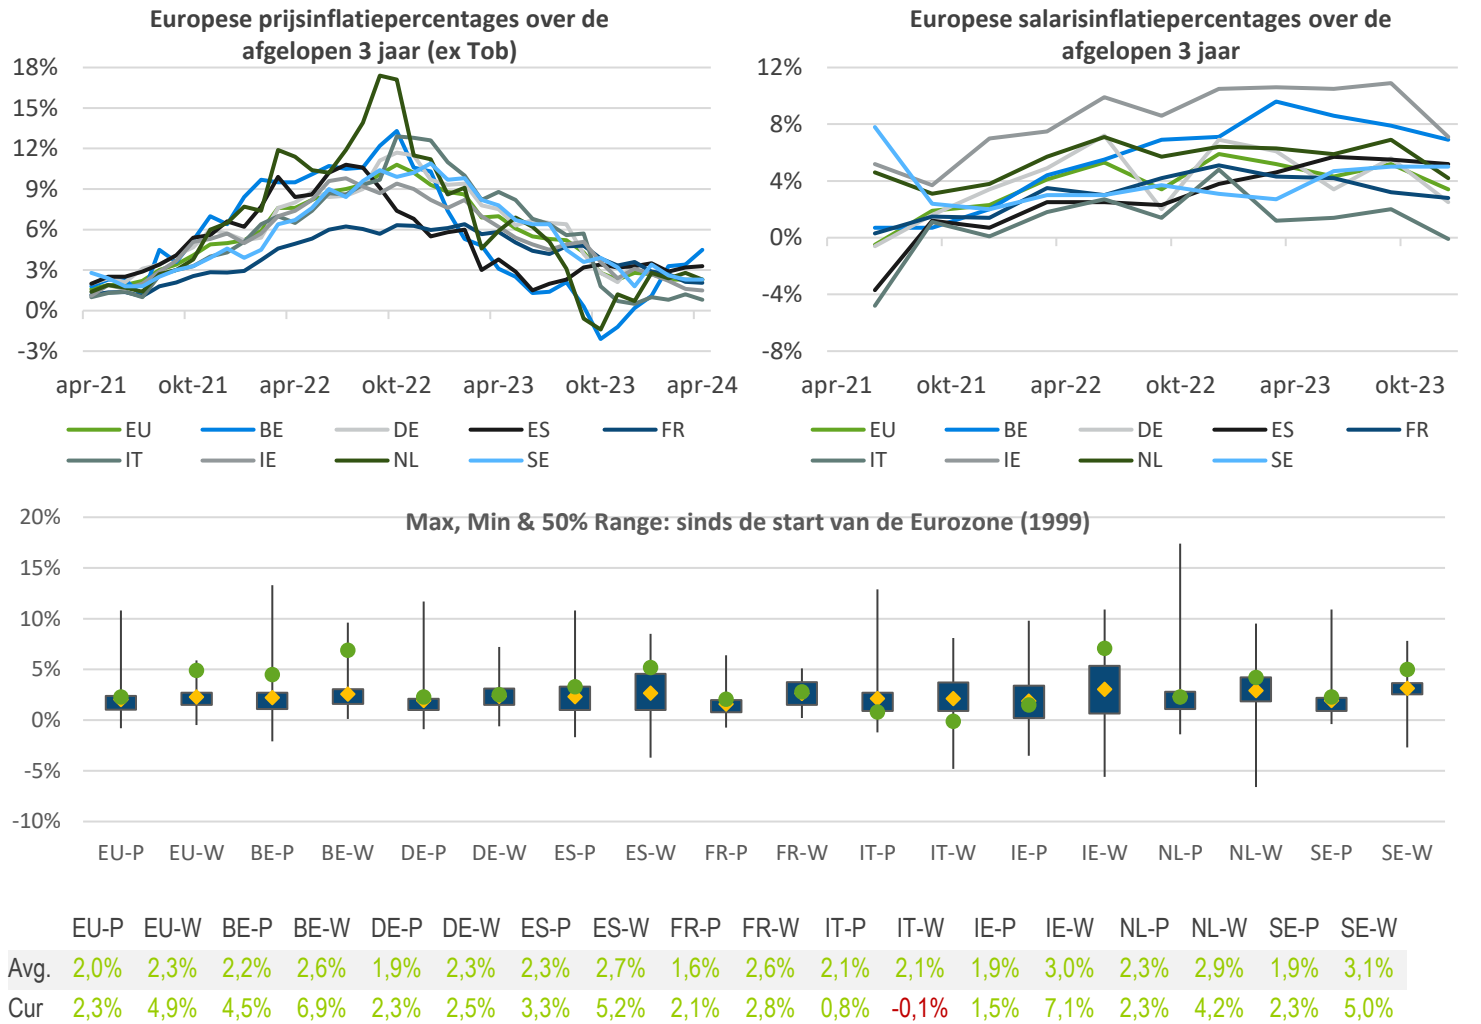 Europese prijsinflatiepercentages over de
afgelopen 3 jaar (ex Tob)
18%
15%
12%
9%
6%
3%
0%
-3%
apr-21 okt-21 apr-22 okt-22 apr-23 okt-23 apr-24
EU BE DE ES FR
IT IE NL SE
Europese salarisinflatiepercentages over de
afgelopen 3 jaar
12%
8%
4%
0%
-4%
-8%
apr-21 okt-21 apr-22 okt-22 apr-23 okt-23
EU BE DE ES FR
IT IE NL SE
Max, Min & 50% Range: sinds de start van de Eurozone (1999)
20%
15%
10%
5%
0%
-5%
-10%
EU-P EU-W BE-P BE-W DE-P DE-W ES-P ES-W FR-P FR-W IT-P IT-W IE-P IE-W NL-P NL-W SE-P SE-W
EU-P EU-W BE-P BE-W DE-P DE-W ES-P ES-W FR-P FR-W IT-P IT-W IE-P IE-W NL-P NL-W SE-P SE-W
Avg. 2,0% 2,3% 2,2% 2,6% 1,9% 2,3% 2,3% 2,7% 1,6% 2,6% 2,1% 2,1% 1,9% 3,0% 2,3% 2,9% 1,9% 3,1%
Cur 2,3% 4,9% 4,5% 6,9% 2,3% 2,5% 3,3% 5,2% 2,1% 2,8% 0,8% -0,1% 1,5% 7,1% 2,3% 4,2% 2,3% 5,0%